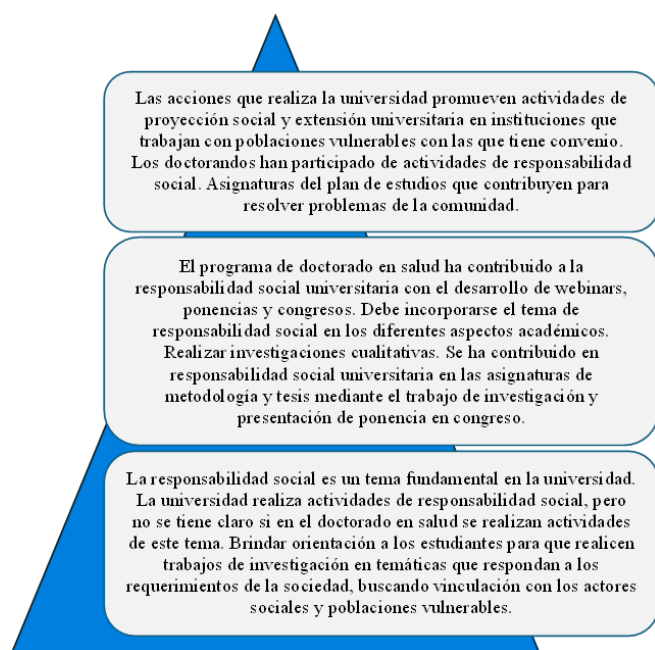 Las acciones que realiza la universidad promueven actividades de
proyección social y extensión universitaria en instituciones que
trabajan con poblaciones vulnerables con las que tiene convenio.
Los doctorandos han participado de actividades de responsabilidad
social. Asignaturas del plan de estudios que contribuyen para
resolver problemas de la comunidad.
El programa de doctorado en salud ha contribuido a la
responsabilidad social universitaria con el desarrollo de webinars,
ponencias y congresos. Debe incorporarse el tema de
responsabilidad social en los diferentes aspectos académicos.
Realizar investigaciones cualitativas. Se ha contribuido en
responsabilidad social universitaria en las asignaturas de
metodología y tesis mediante el trabajo de investigación y
presentación de ponencia en congreso.
La responsabilidad social es un tema fundamental en la universidad.
La universidad realiza actividades de responsabilidad social, pero
no se tiene claro si en el doctorado en salud se realizan actividades
de este tema. Brindar orientación a los estudiantes para que realicen
trabajos de investigación en temáticas que respondan a los
requerimientos de la sociedad, buscando vinculación con los actores
sociales y poblaciones vulnerables.